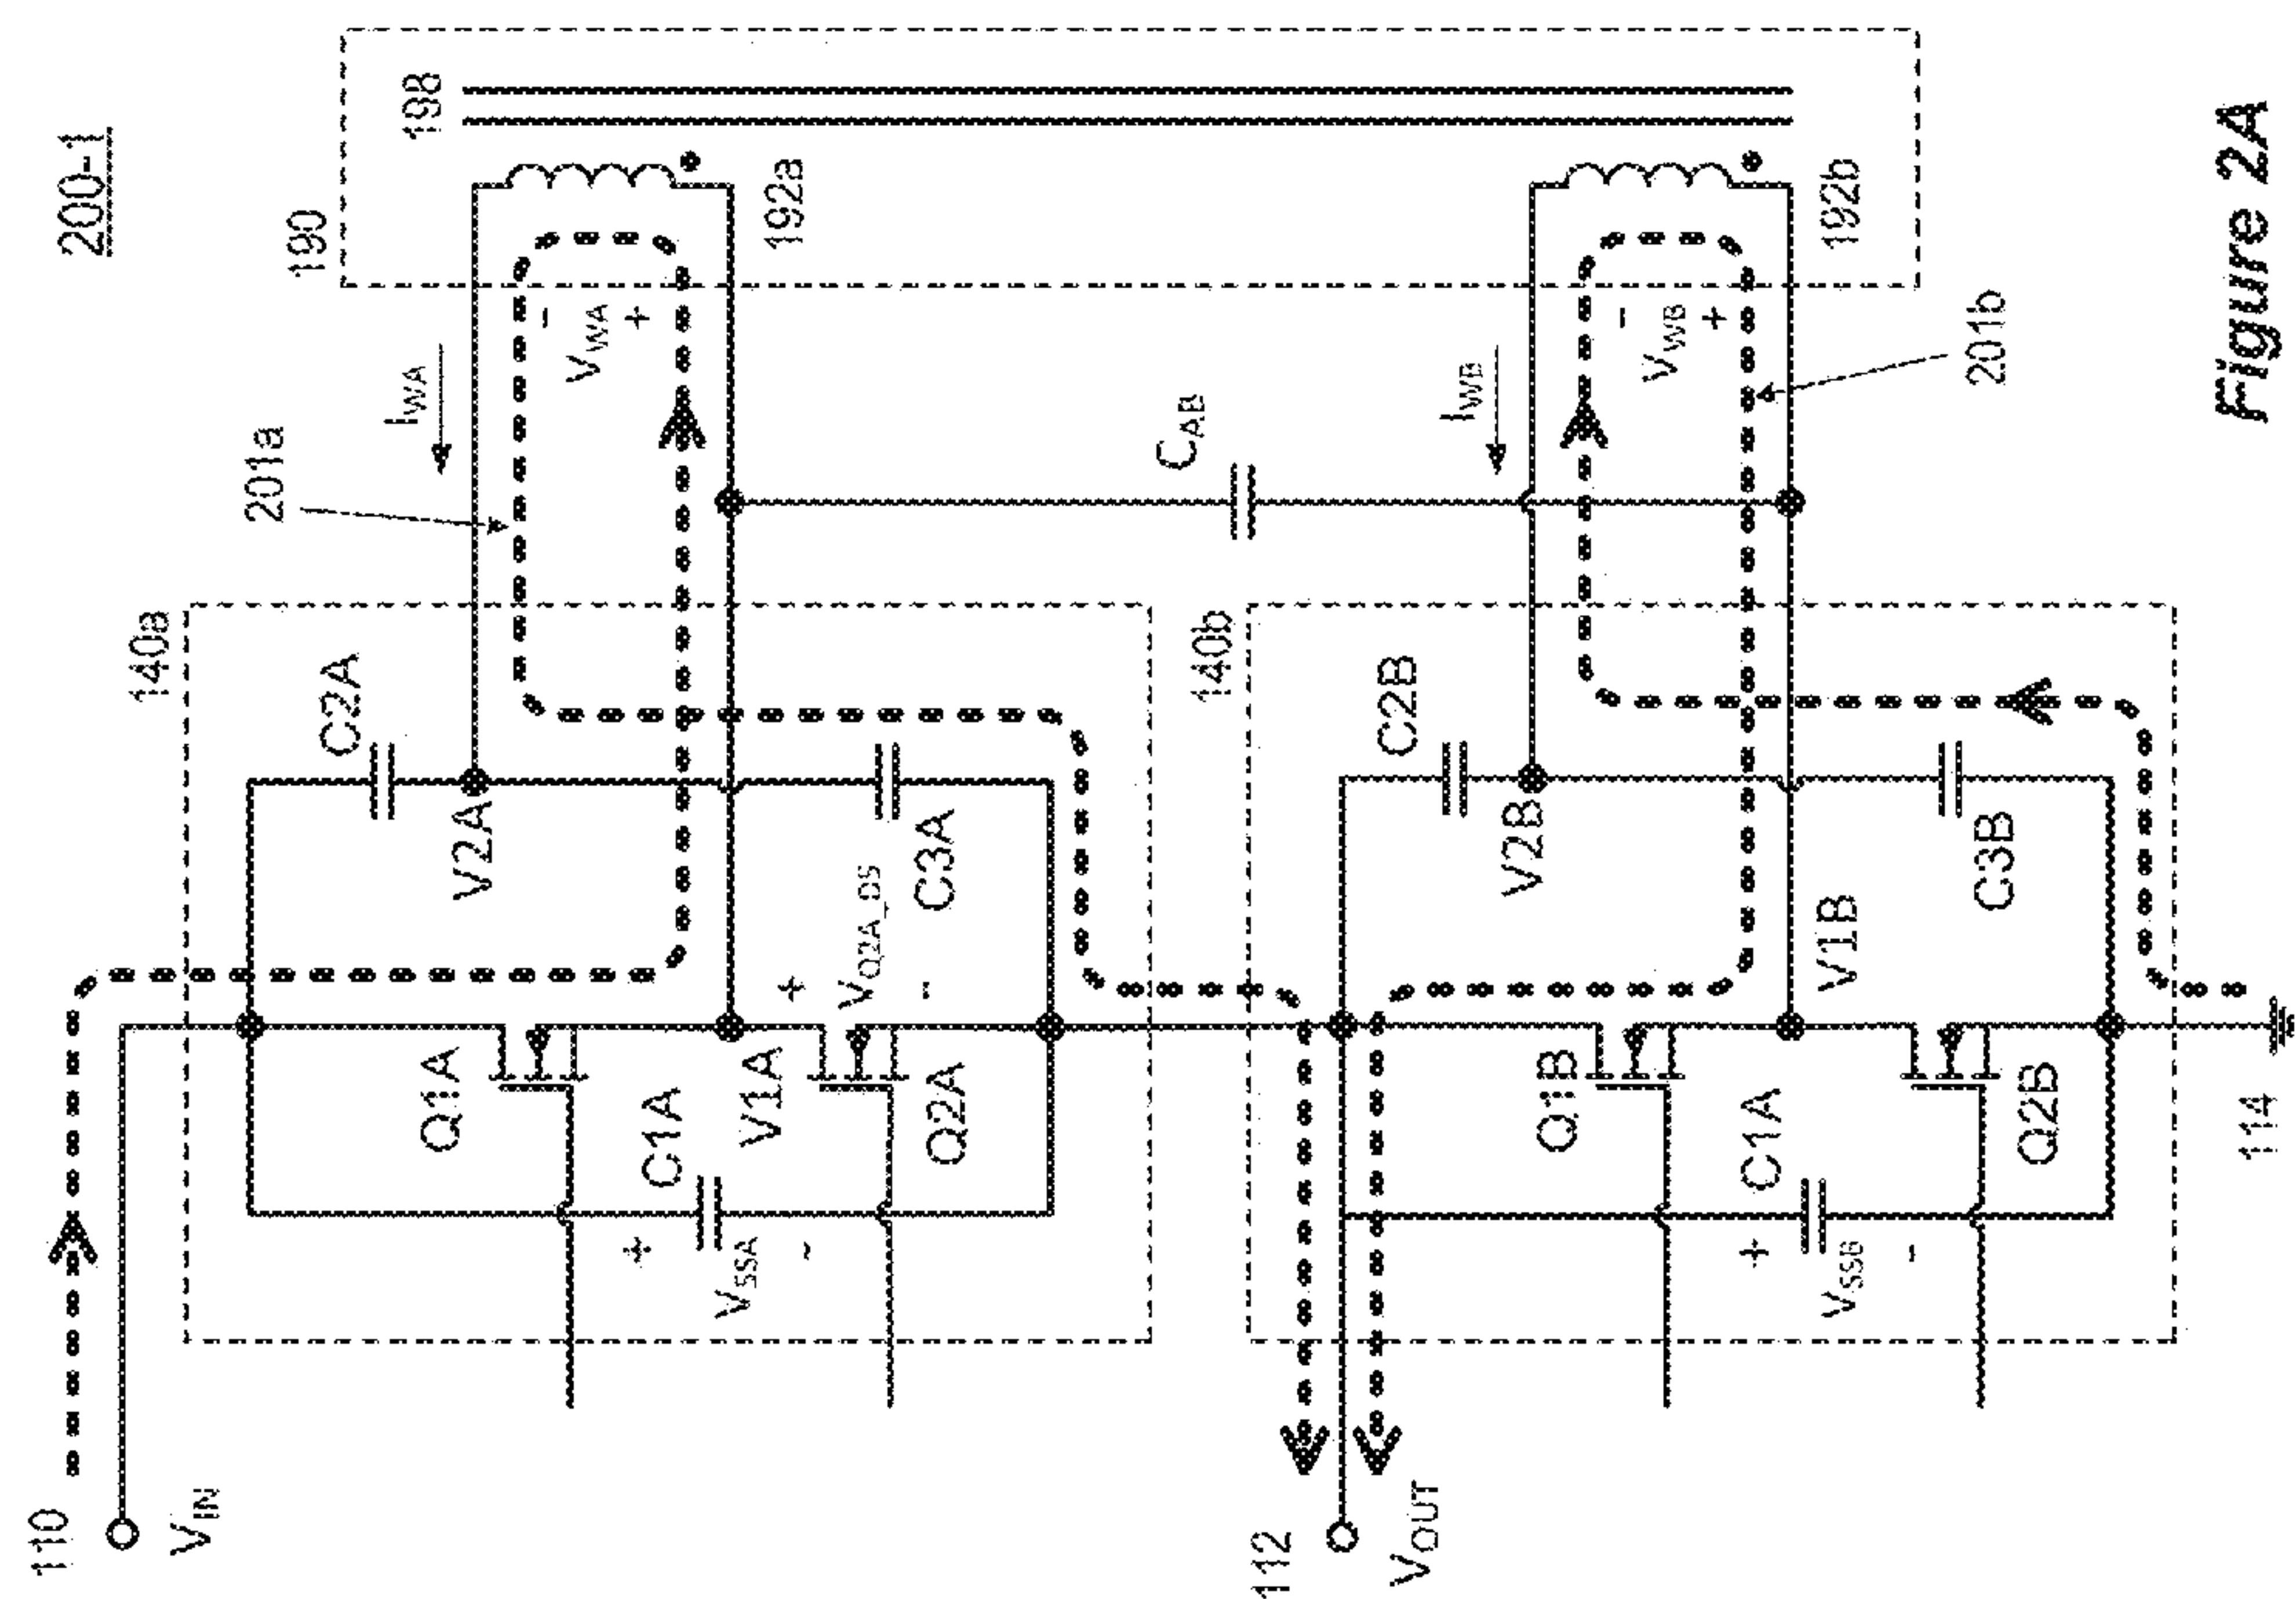 200-1
190
198
192a
192b
201a
IWA
VWA
-
+
CAB
IWB
VWB
-
+
201b
140a
C2A
V2A
C3A
VQ2A_DS
+
-
Q1A
C1A
V1A
Q2A
+
VSSA
-
140b
C2B
V2B
C3B
V1B
Q1B
C1A
Q2B
+
VSSB
-
114
110
VIN
112
VOUT
Figure 2A